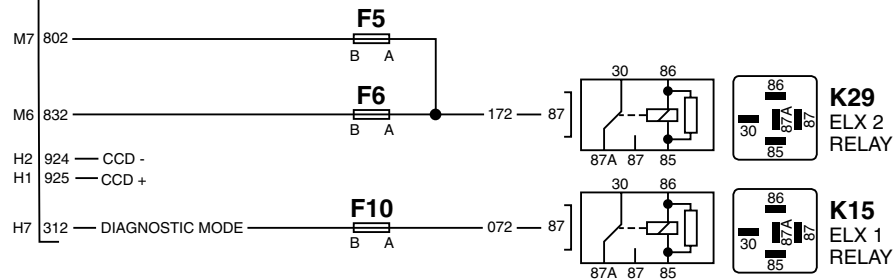 F5
M7 802
B A
F6
M6 832
B A
172 87
30 86
87A 87 85
86
30 87A 87
85
K29
ELX 2
RELAY
H2 924 CCD -
H1 925 CCD +
F10
H7 312 DIAGNOSTIC MODE
B A
072 87
30 86
87A 87 85
86
30 87A 87
85
K15
ELX 1
RELAY